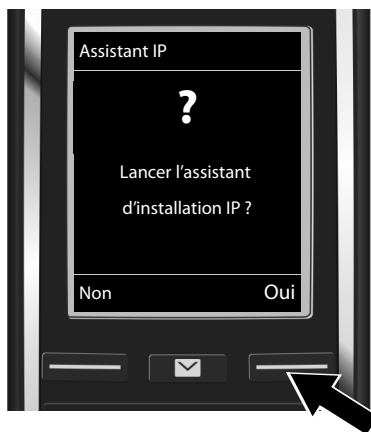 Assistant IP
?
Lancer l’assistant
d’installation IP ?
Non Oui